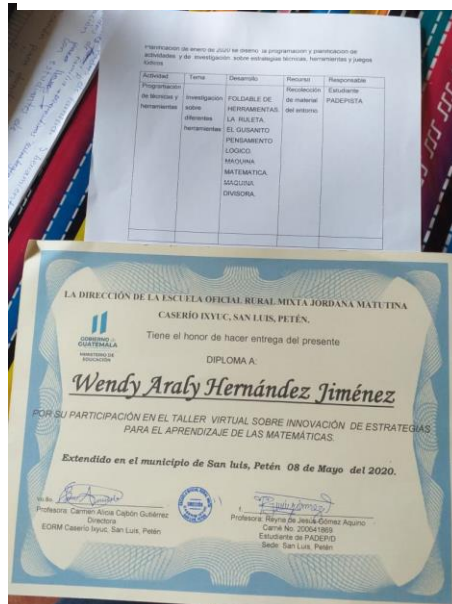 Planificación de enero de 2020 se diseño la programación y planificación de
actividades y de investigación sobre estrategias técnicas, herramientas y juegos
lúdicos
Actividad Tema Desarrollo Recurso Responsable
Programación
de técnicas y
herramientas
Investigación
sobre
diferentes
herramientas
FOLDABLE DE
HERRAMIENTAS
LA RULETA.
EL GUSANITO
PENSAMIENTO
LOGICO.
MAQUINA
MATEMATICA.
MAQUINA
DIVISORA.
Recolección
de material
del entorno
Estudiante
PADEPISTA
LA DIRECCIÓN DE LA ESCUELA OFICIAL RURAL MIXTA JORDANA MATUTINA
CASERÍO IXYUC, SAN LUIS, PETÉN.
GOBIERNO de
GUATEMALA
MINISTERIO DE
EDUCACIÓN
Tiene el honor de hacer entrega del presente
DIPLOMA A:
Wendy Araly Hernández Jiménez
POR SU PARTICIPACIÓN EN EL TALLER VIRTUAL SOBRE INNOVACIÓN DE ESTRATEGIAS
PARA EL APRENDIZAJE DE LAS MATEMÁTICAS.
Extendido en el municipio de San luis, Petén 08 de Mayo del 2020.
Vo.Bo.
Profesora: Carmen Alicia Cajbón Gutiérrez
Directora
EORM Caserío Ixyuc, San Luis, Petén
Profesora: Reyna de Jesús Gómez Aquino
Carné No. 200641869
Estudiante de PADEP/D
Sede San Luis, Petén